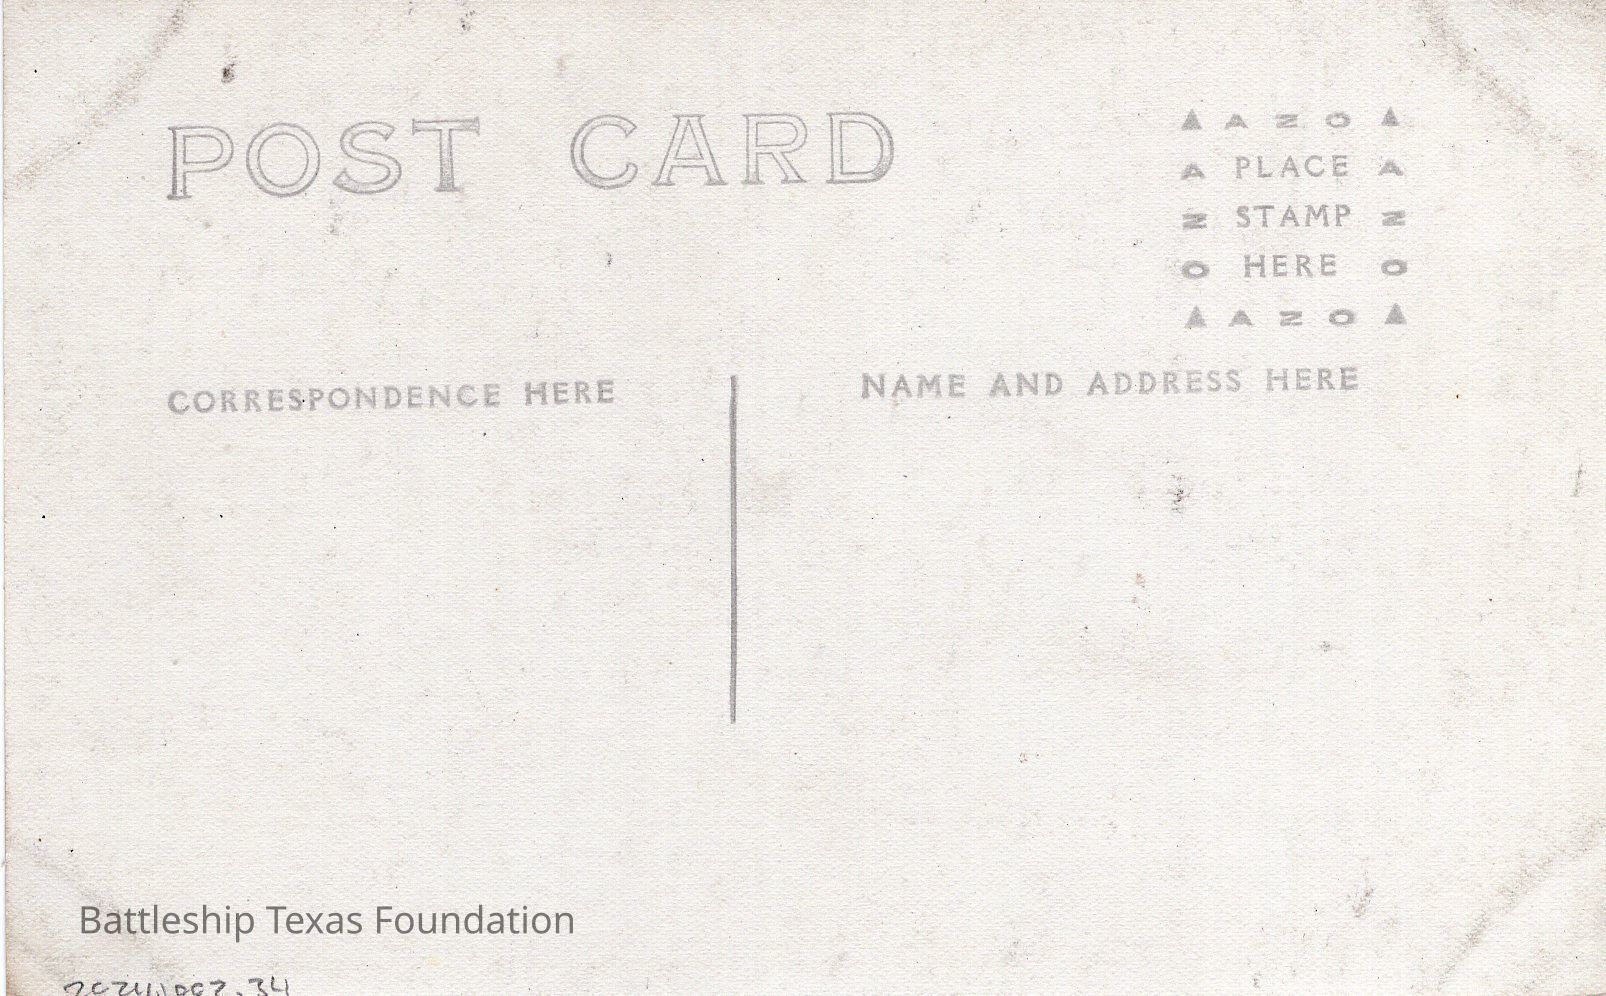 POST CARD
▲ A Z O ▲
A PLACE A
Z STAMP Z
O HERE O
▲ A Z O ▲
CORRESPONDENCE HERE
NAME AND ADDRESS HERE
Battleship Texas Foundation